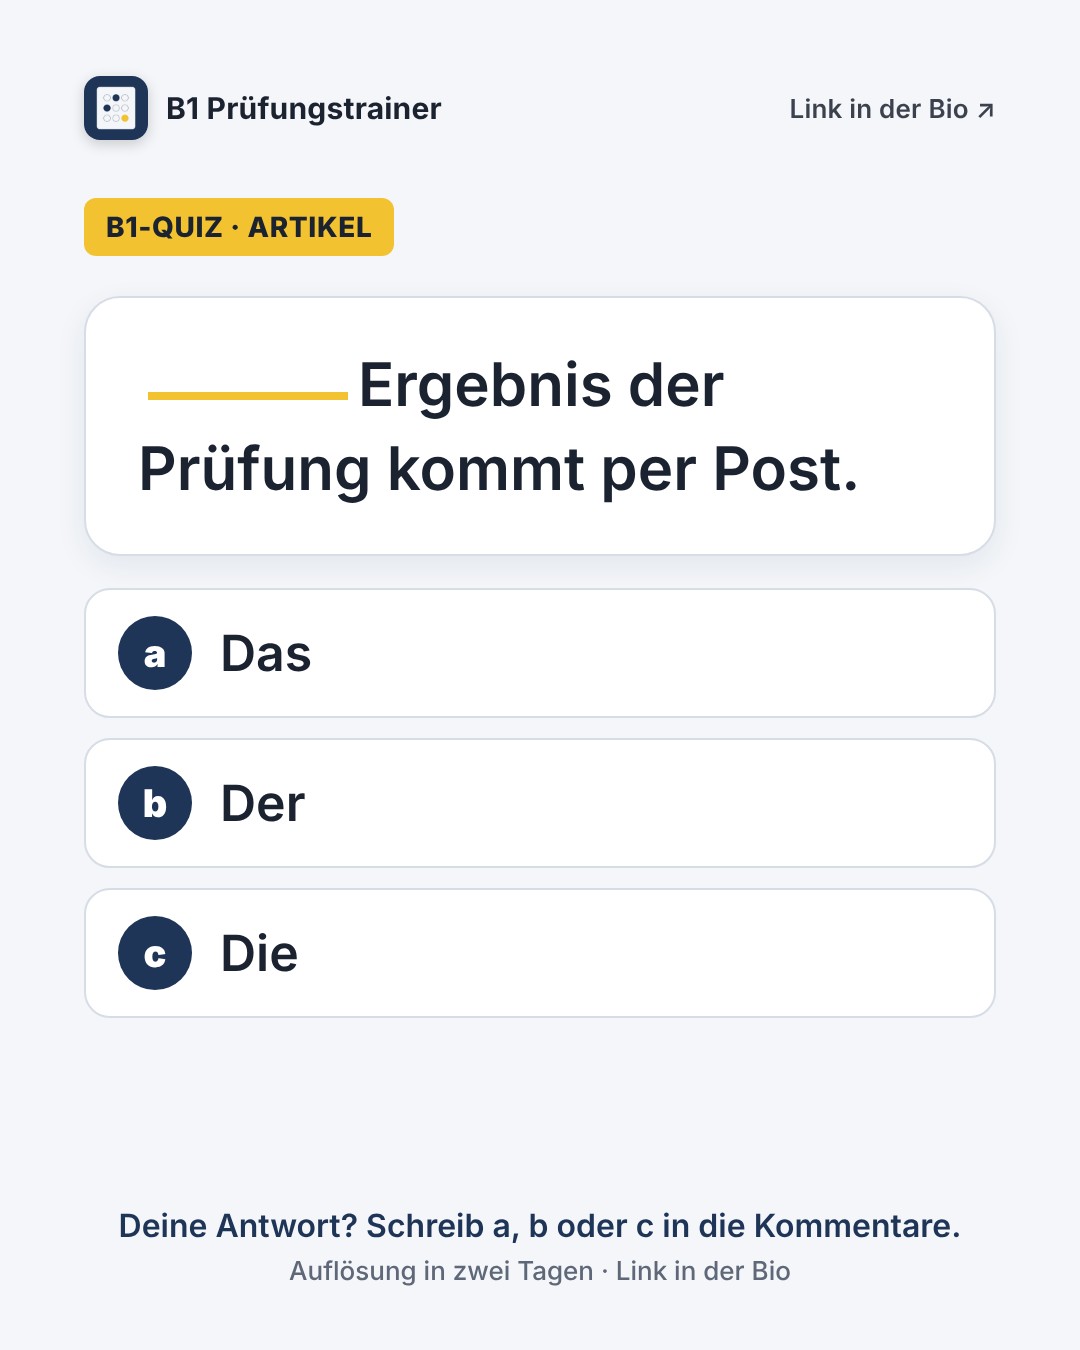 B1 Prüfungstrainer
Link in der Bio ↗
B1-QUIZ · ARTIKEL
Ergebnis der
Prüfung kommt per Post.
a Das
b Der
c Die
Deine Antwort? Schreib a, b oder c in die Kommentare.
Auflösung in zwei Tagen · Link in der Bio